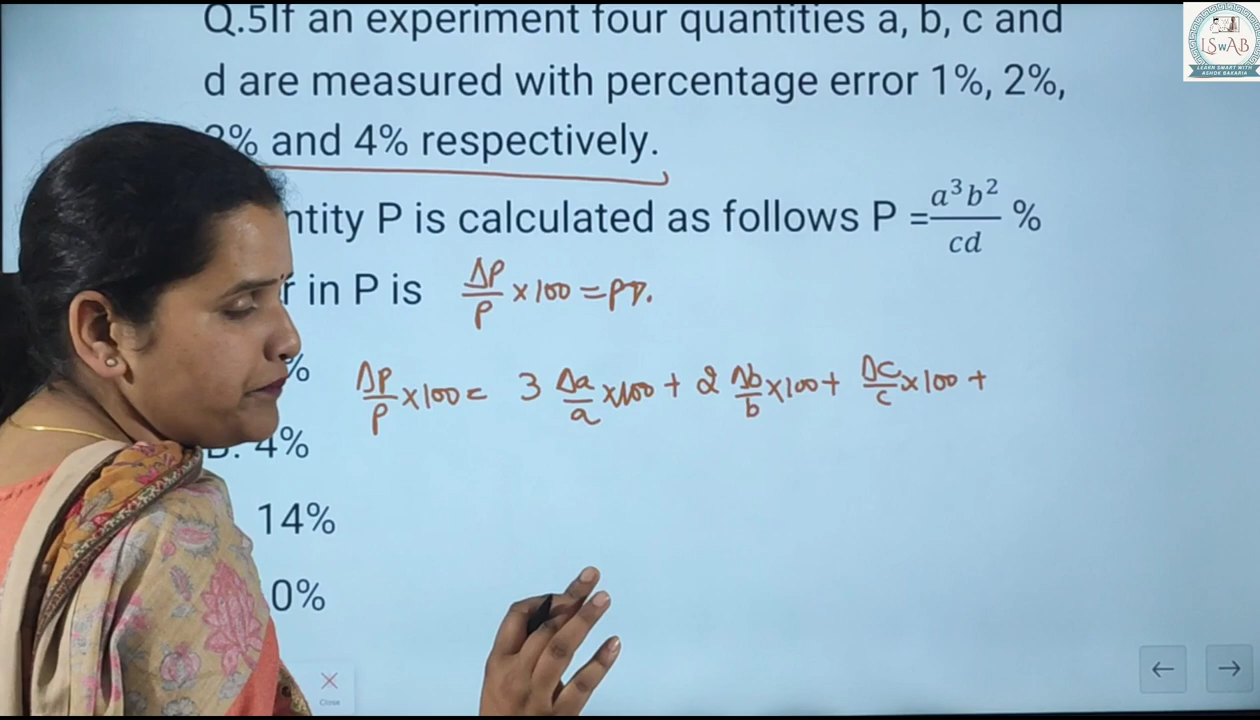 Q.5If an experiment four quantities a, b, c and
LSwAB
LEARN SMART WITH
ASHOK BAKARIA
d are measured with percentage error 1%, 2%,
% and 4% respectively.
ntity P is calculated as follows P = a³b²/cd %
r in P is ΔP/P × 100 = P%.
%
ΔP/P × 100 = 3 Δa/a × 100 + 2 Δb/b × 100 + Δc/c × 100 +
B. 4%
14%
0%
Close